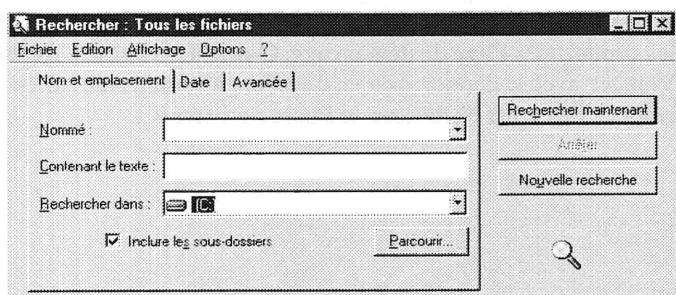 Rechercher : Tous les fichiers
Fichier Edition Affichage Options ?
Nom et emplacement Date Avancée
Nommé :
Contenant le texte :
Rechercher dans : (C:)
Inclure les sous-dossiers Parcourir...
Rechercher maintenant
Arrêter
Nouvelle recherche